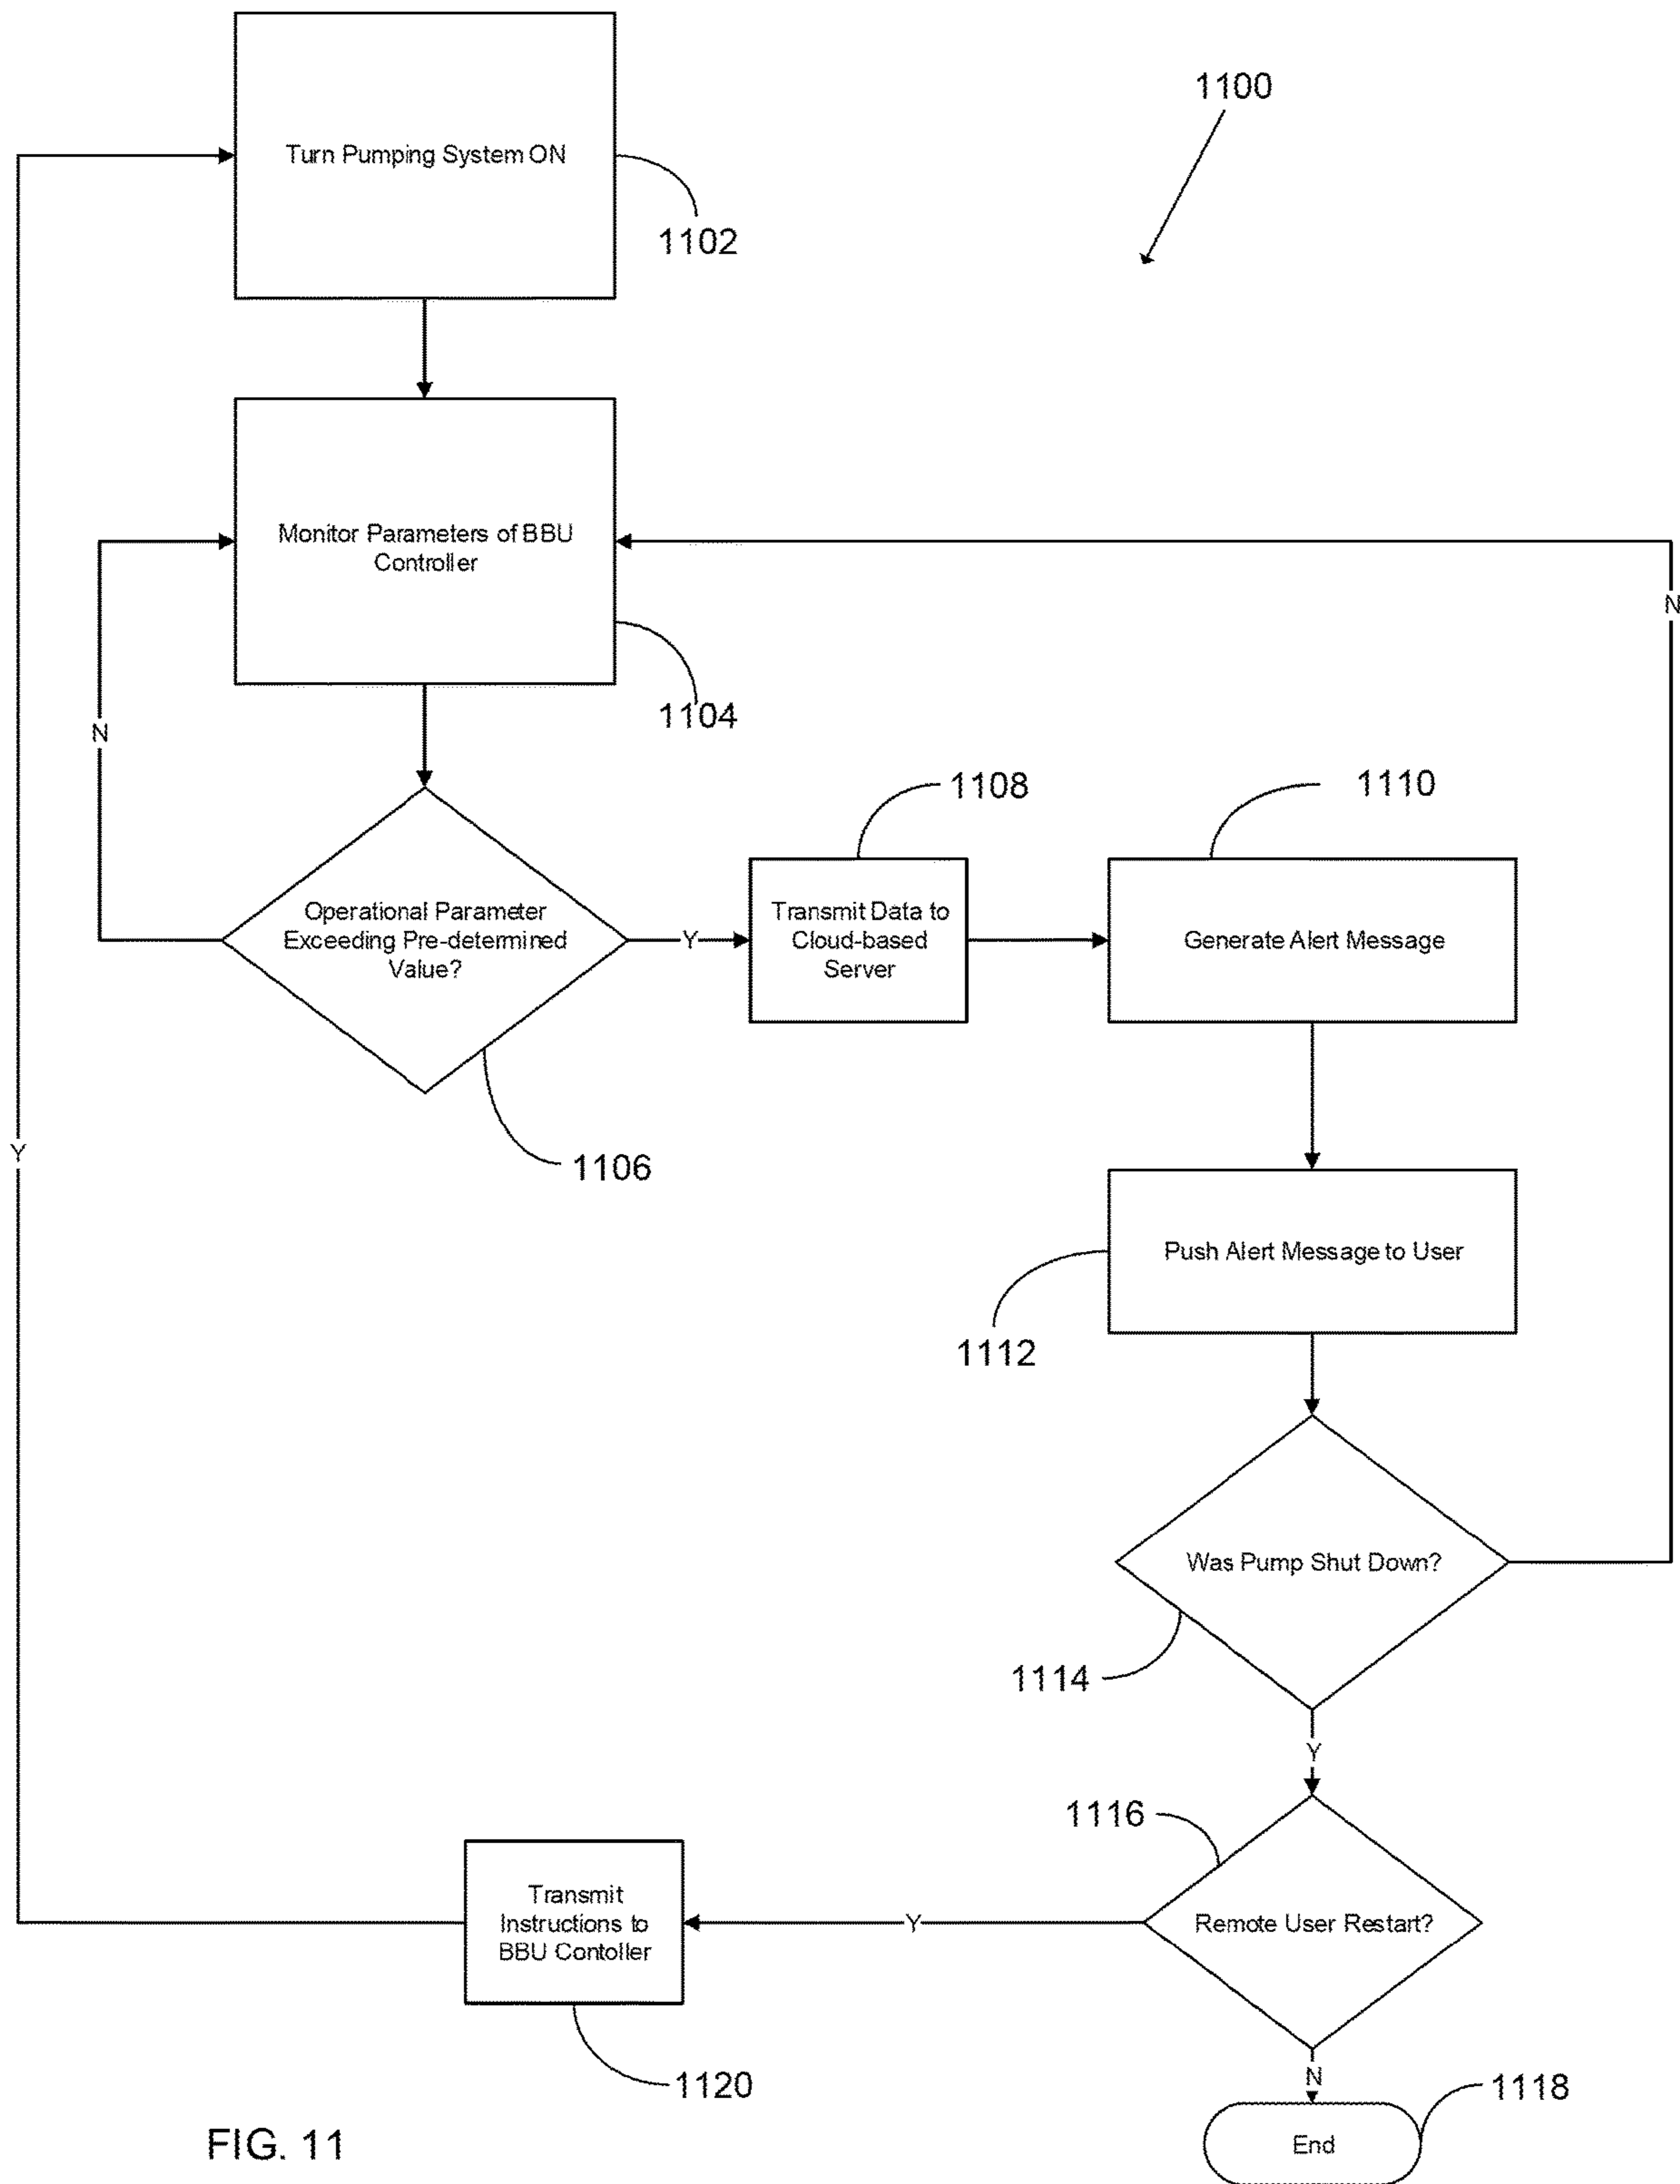 1100
Turn Pumping System ON
1102
Monitor Parameters of BBU
Controller
N
1104
N
1108
1110
Operational Parameter
Exceeding Pre-determined
Value?
Y
Transmit Data to
Cloud-based
Server
Generate Alert Message
Y
1106
Push Alert Message to User
1112
Was Pump Shut Down?
1114
Y
1116
Transmit
Instructions to
BBU Contoller
Y
Remote User Restart?
1120
N
1118
End
FIG. 11